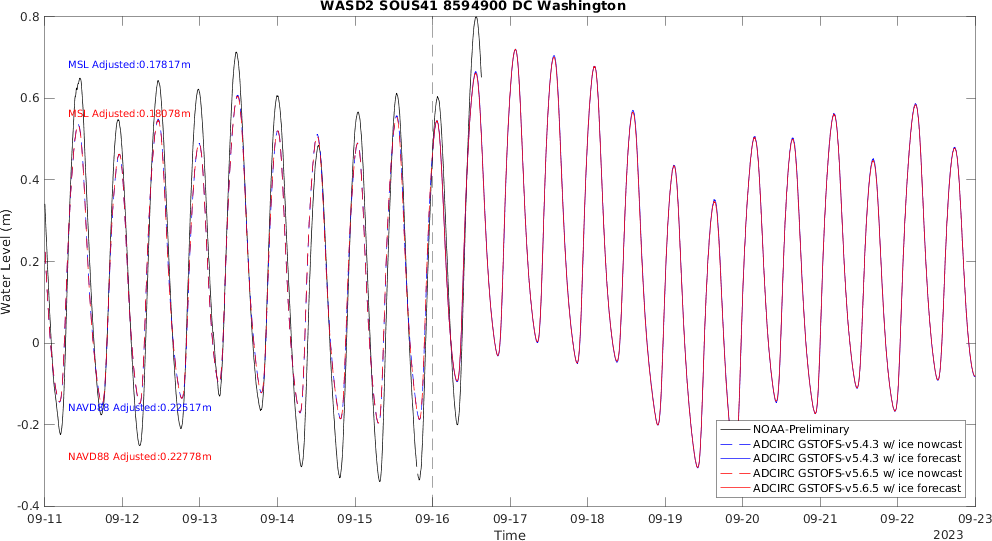 WASD2 SOUS41 8594900 DC Washington
0.8
0.6
0.4
0.2
0
-0.2
-0.4
Water Level (m)
MSL Adjusted:0.17817m
MSL Adjusted:0.18078m
NAVD88 Adjusted:0.22517m
NAVD88 Adjusted:0.22778m
NOAA-Preliminary
ADCIRC GSTOFS-v5.4.3 w/ ice nowcast
ADCIRC GSTOFS-v5.4.3 w/ ice forecast
ADCIRC GSTOFS-v5.6.5 w/ ice nowcast
ADCIRC GSTOFS-v5.6.5 w/ ice forecast
09-11 09-12 09-13 09-14 09-15 09-16 09-17 09-18 09-19 09-20 09-21 09-22 09-23
Time
2023